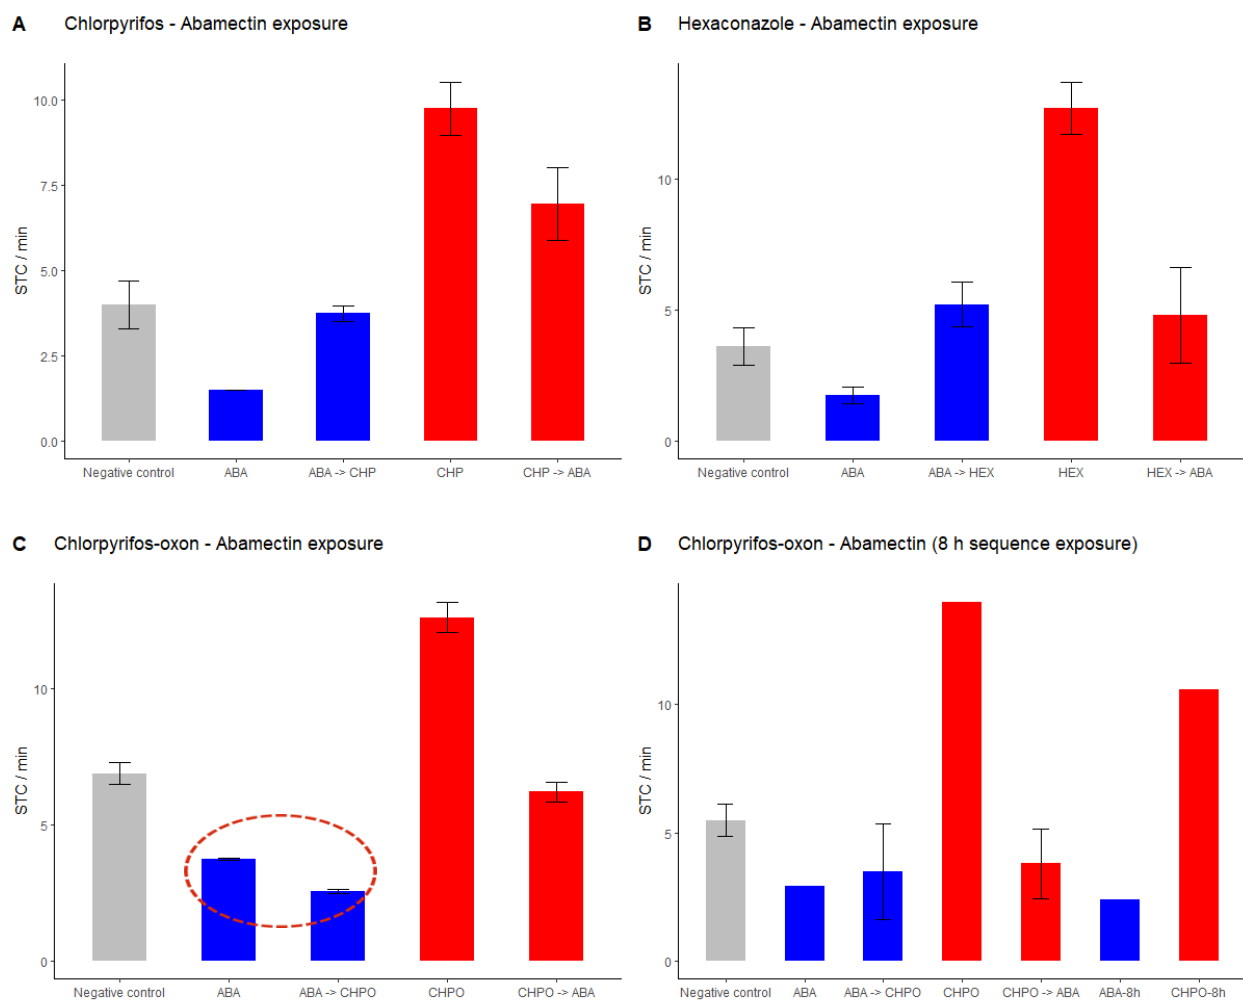 A Chlorpyrifos - Abamectin exposure
STC / min
10.0
7.5
5.0
2.5
0.0
Negative control ABA ABA -> CHP CHP CHP -> ABA
B Hexaconazole - Abamectin exposure
STC / min
10
5
0
Negative control ABA ABA -> HEX HEX HEX -> ABA
C Chlorpyrifos-oxon - Abamectin exposure
STC / min
10
5
0
Negative control ABA ABA -> CHPO CHPO CHPO -> ABA
D Chlorpyrifos-oxon - Abamectin (8 h sequence exposure)
STC / min
10
5
0
Negative control ABA ABA -> CHPO CHPO CHPO -> ABA ABA-8h CHPO-8h